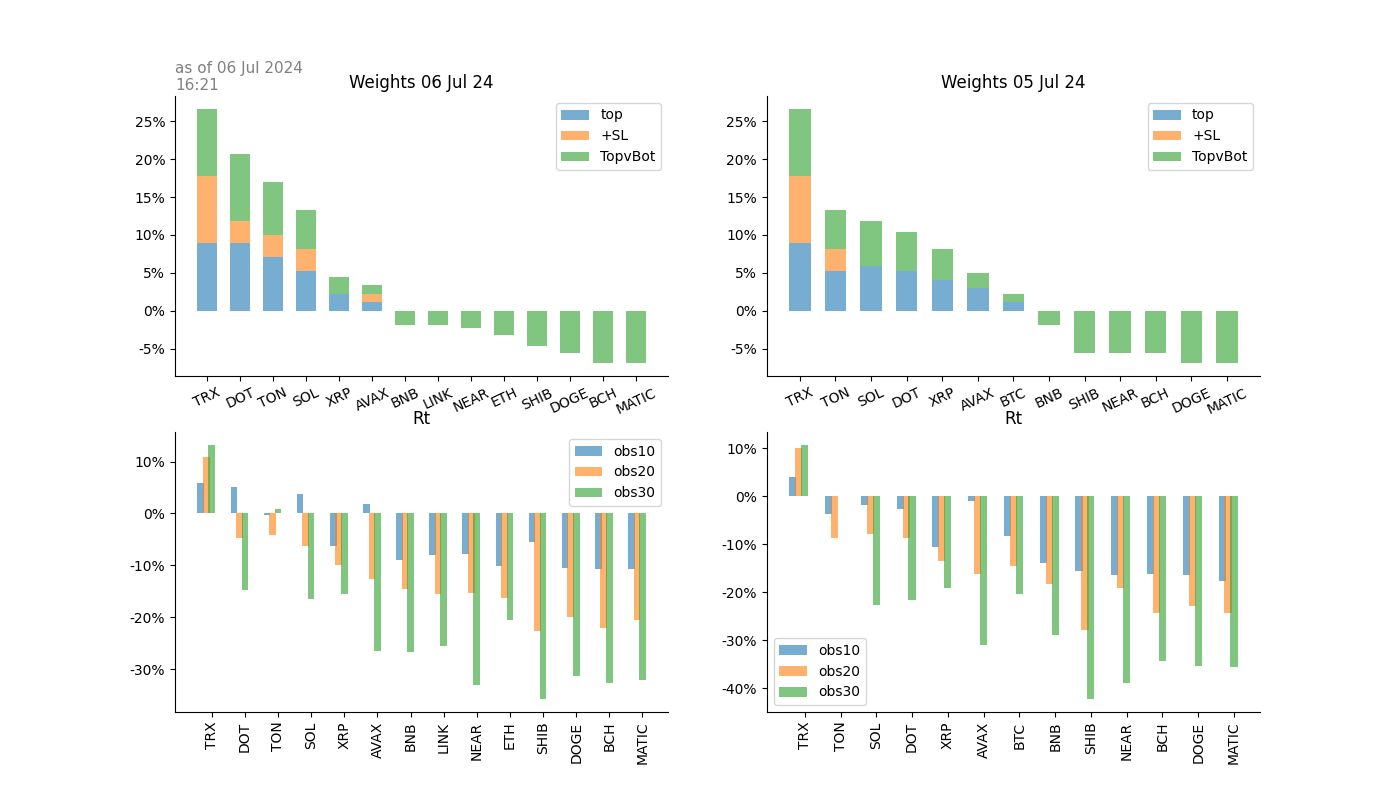 as of 06 Jul 2024
16:21
Weights 06 Jul 24
25%
20%
15%
10%
5%
0%
-5%
top
+SL
TopvBot
TRX DOT TON SOL XRP AVAX BNB LINK NEAR ETH SHIB DOGE BCH MATIC
Weights 05 Jul 24
25%
20%
15%
10%
5%
0%
-5%
top
+SL
TopvBot
TRX TON SOL DOT XRP AVAX BTC BNB SHIB NEAR BCH DOGE MATIC
Rt
10%
0%
-10%
-20%
-30%
obs10
obs20
obs30
TRX DOT TON SOL XRP AVAX BNB LINK NEAR ETH SHIB DOGE BCH MATIC
Rt
10%
0%
-10%
-20%
-30%
-40%
obs10
obs20
obs30
TRX TON SOL DOT XRP AVAX BTC BNB SHIB NEAR BCH DOGE MATIC